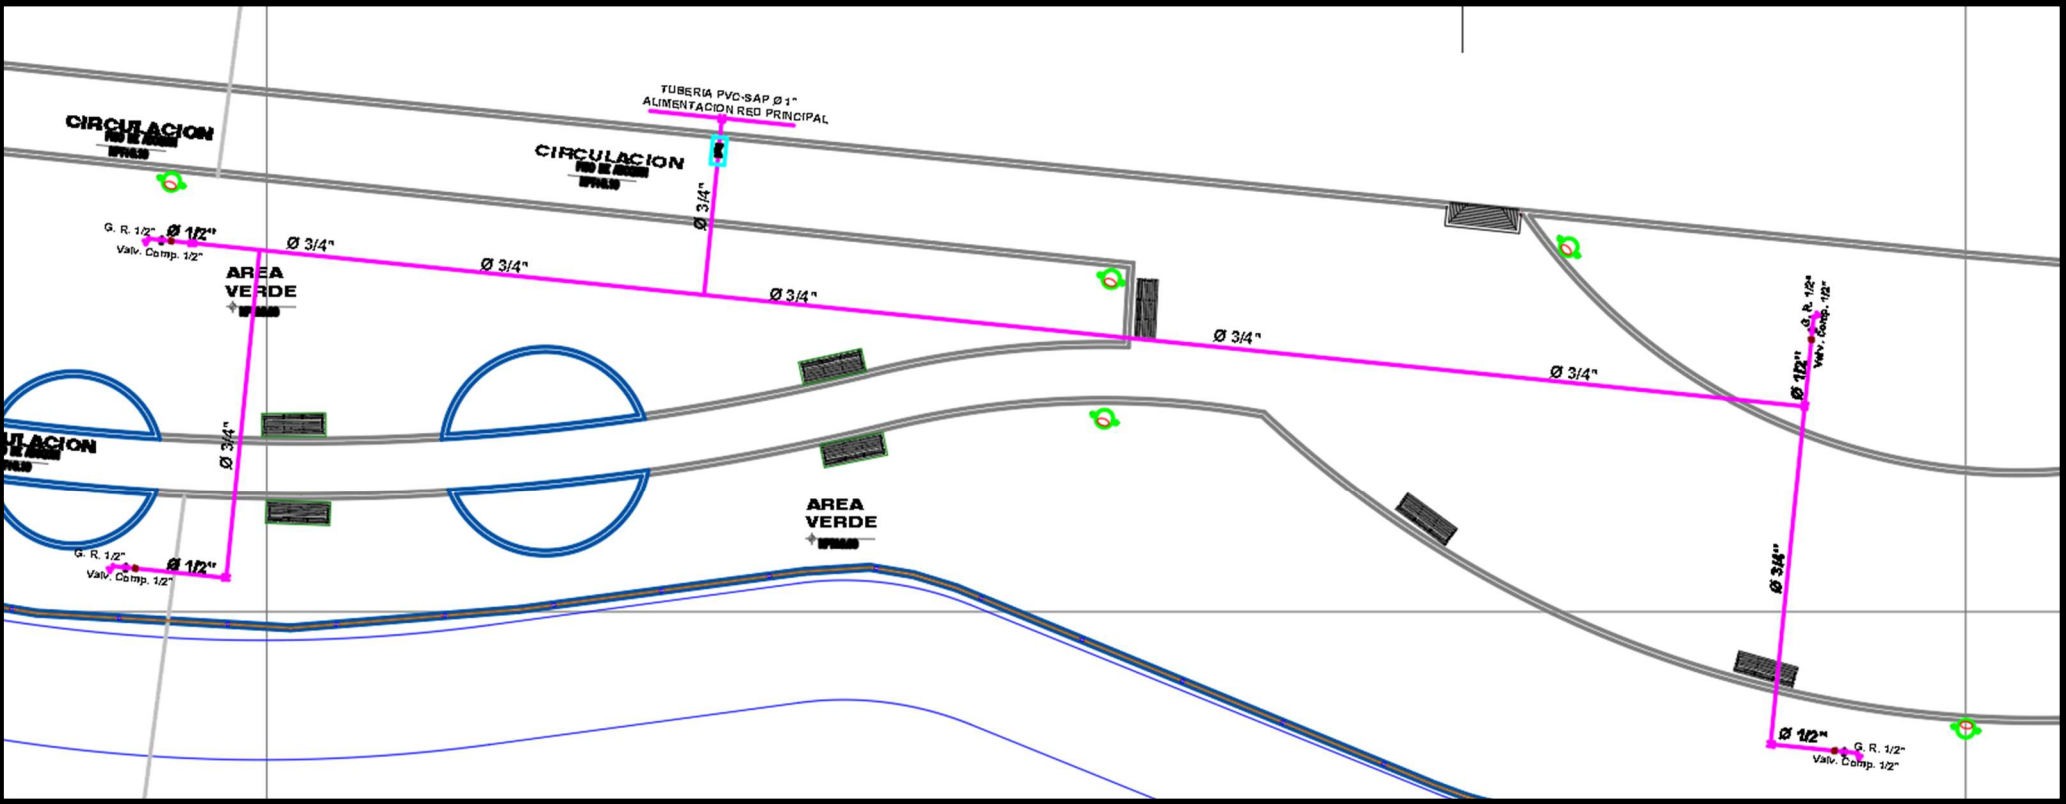 TUBERIA PVC-SAP Ø 1"
ALIMENTACION RED PRINCIPAL
CIRCULACION
CIRCULACION
Ø 3/4"
G. R. 1/2"
Ø 1/2"
Valv. Comp. 1/2"
Ø 3/4"
Ø 3/4"
Ø 3/4"
Ø 3/4"
Ø 3/4"
AREA
VERDE
G. R. 1/2"
Valv. Comp. 1/2"
Ø 1/2"
Ø 3/4"
ULACION
AREA
VERDE
G. R. 1/2"
Ø 1/2"
Valv. Comp. 1/2"
Ø 3/4"
Ø 1/2"
G. R. 1/2"
Valv. Comp. 1/2"